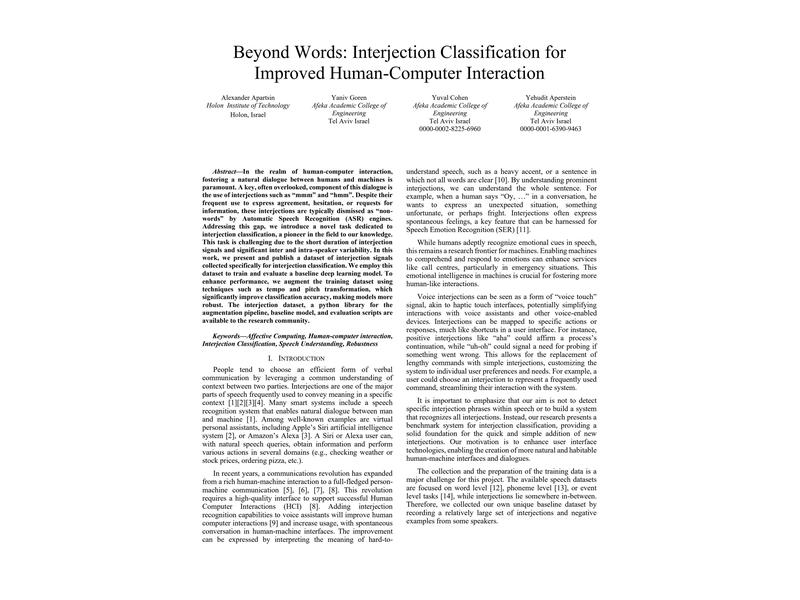 Beyond Words: Interjection Classification for
Improved Human-Computer Interaction
Alexander Apartsin
Holon Institute of Technology
Holon, Israel
Yaniv Goren
Afeka Academic College of
Engineering
Tel Aviv Israel
Yuval Cohen
Afeka Academic College of
Engineering
Tel Aviv Israel
0000-0002-8225-6960
Yehudit Aperstein
Afeka Academic College of
Engineering
Tel Aviv Israel
0000-0001-6390-9463
Abstract—In the realm of human-computer interaction,
fostering a natural dialogue between humans and machines is
paramount. A key, often overlooked, component of this dialogue is
the use of interjections such as “mmm” and “hmm”. Despite their
frequent use to express agreement, hesitation, or requests for
information, these interjections are typically dismissed as “non-
words” by Automatic Speech Recognition (ASR) engines.
Addressing this gap, we introduce a novel task dedicated to
interjection classification, a pioneer in the field to our knowledge.
This task is challenging due to the short duration of interjection
signals and significant inter and intra-speaker variability. In this
work, we present and publish a dataset of interjection signals
collected specifically for interjection classification. We employ this
dataset to train and evaluate a baseline deep learning model. To
enhance performance, we augment the training dataset using
techniques such as tempo and pitch transformation, which
significantly improve classification accuracy, making models more
robust. The interjection dataset, a python library for the
augmentation pipeline, baseline model, and evaluation scripts are
available to the research community.
Keywords—Affective Computing, Human-computer interaction,
Interjection Classification, Speech Understanding, Robustness
I. INTRODUCTION
People tend to choose an efficient form of verbal
communication by leveraging a common understanding of
context between two parties. Interjections are one of the major
parts of speech frequently used to convey meaning in a specific
context [1][2][3][4]. Many smart systems include a speech
recognition system that enables natural dialogue between man
and machine [1]. Among well-known examples are virtual
personal assistants, including Apple's Siri artificial intelligence
system [2], or Amazon's Alexa [3]. A Siri or Alexa user can,
with natural speech queries, obtain information and perform
various actions in several domains (e.g., checking weather or
stock prices, ordering pizza, etc.).
In recent years, a communications revolution has expanded
from a rich human-machine interaction to a full-fledged person-
machine communication [5], [6], [7], [8]. This revolution
requires a high-quality interface to support successful Human
Computer Interactions (HCI) [8]. Adding interjection
recognition capabilities to voice assistants will improve human
computer interactions [9] and increase usage, with spontaneous
conversation in human-machine interfaces. The improvement
can be expressed by interpreting the meaning of hard-to-
understand speech, such as a heavy accent, or a sentence in
which not all words are clear [10]. By understanding prominent
interjections, we can understand the whole sentence. For
example, when a human says “Oy, …” in a conversation, he
wants to express an unexpected situation, something
unfortunate, or perhaps fright. Interjections often express
spontaneous feelings, a key feature that can be harnessed for
Speech Emotion Recognition (SER) [11].
While humans adeptly recognize emotional cues in speech,
this remains a research frontier for machines. Enabling machines
to comprehend and respond to emotions can enhance services
like call centres, particularly in emergency situations. This
emotional intelligence in machines is crucial for fostering more
human-like interactions.
Voice interjections can be seen as a form of “voice touch”
signal, akin to haptic touch interfaces, potentially simplifying
interactions with voice assistants and other voice-enabled
devices. Interjections can be mapped to specific actions or
responses, much like shortcuts in a user interface. For instance,
positive interjections like “aha” could affirm a process's
continuation, while “uh-oh” could signal a need for probing if
something went wrong. This allows for the replacement of
lengthy commands with simple interjections, customizing the
system to individual user preferences and needs. For example, a
user could choose an interjection to represent a frequently used
command, streamlining their interaction with the system.
It is important to emphasize that our aim is not to detect
specific interjection phrases within speech or to build a system
that recognizes all interjections. Instead, our research presents a
benchmark system for interjection classification, providing a
solid foundation for the quick and simple addition of new
interjections. Our motivation is to enhance user interface
technologies, enabling the creation of more natural and habitable
human-machine interfaces and dialogues.
The collection and the preparation of the training data is a
major challenge for this project. The available speech datasets
are focused on word level [12], phoneme level [13], or event
level tasks [14], while interjections lie somewhere in-between.
Therefore, we collected our own unique baseline dataset by
recording a relatively large set of interjections and negative
examples from some speakers.